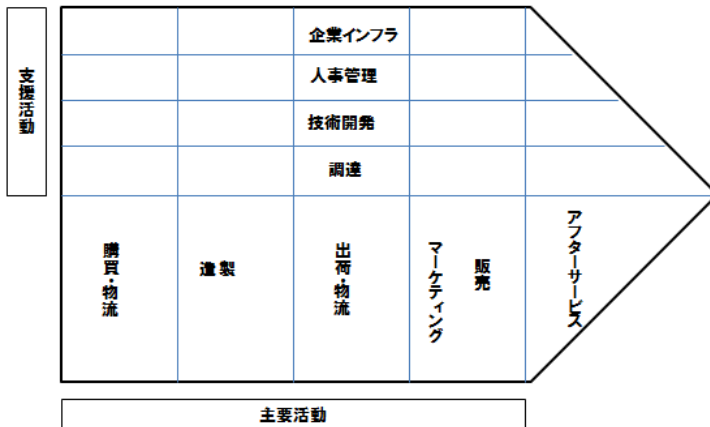 支援活動
企業インフラ
人事管理
技術開発
調達
購買・物流
造製
出荷・物流
マーケティング
販売
アフターサービス
主要活動